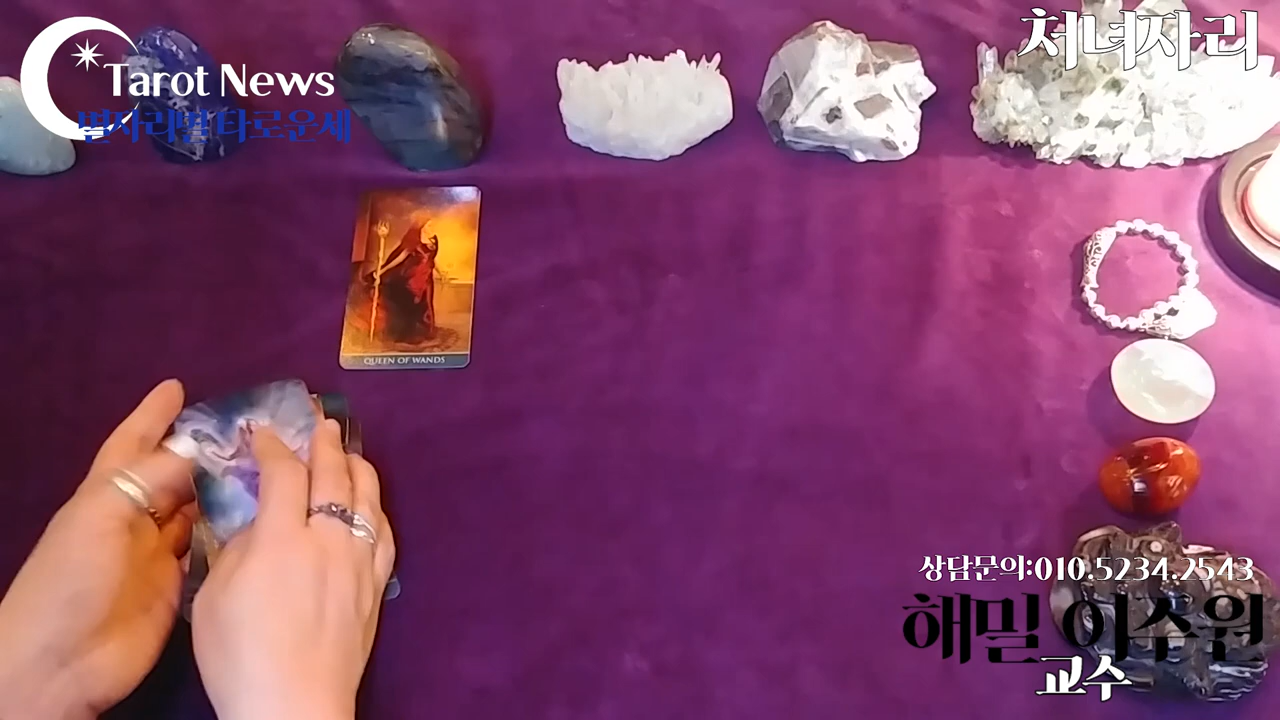 처녀자리
Tarot News
별자리별 타로운세
QUEEN OF WANDS
상담문의:010.5234.2543
해밀 이주원
교수